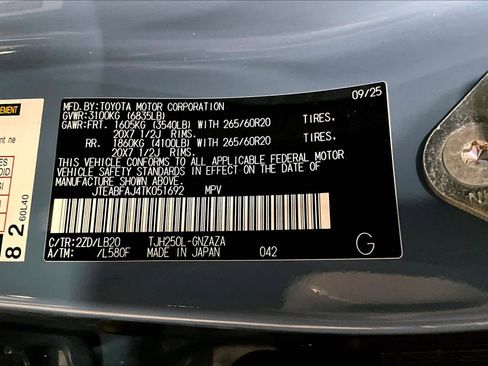 09/25
MFD.BY:TOYOTA MOTOR CORPORATION
GVWR:3100KG (6835LB)
GAWR:FRT. 1605KG (3540LB) WITH 265/60R20 TIRES.
20X7 1/2J RIMS.
RR. 1860KG (4100LB) WITH 265/60R20 TIRES.
20X7 1/2J RIMS.
THIS VEHICLE CONFORMS TO ALL APPLICABLE FEDERAL MOTOR
VEHICLE SAFETY STANDARDS IN EFFECT ON THE DATE OF
MANUFACTURE SHOWN ABOVE.
JTEABFAJ4TK051692 MPV
C/TR:2ZD/LB20 TJH250L-GNZAZA
A/TM: /L580F MADE IN JAPAN 042
G
82
60L40